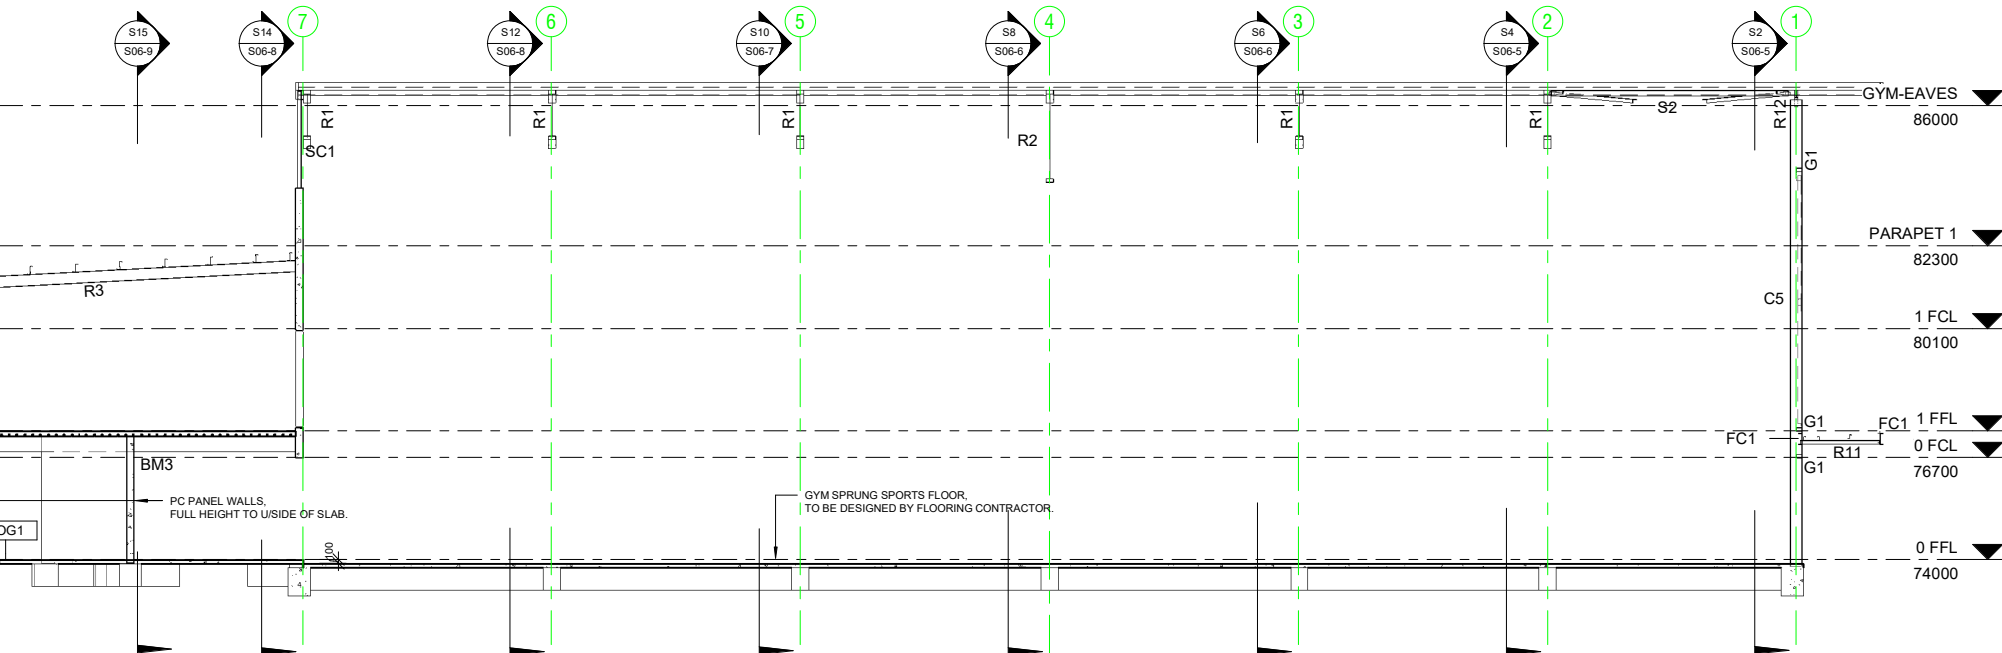 S15
S06-9
S14
S06-8
7
S12
S06-8
6
S10
S06-7
5
S8
S06-6
4
S6
S06-6
3
S4
S06-5
2
S2
S06-5
1
GYM-EAVES
86000
R1
R1
R1
R2
R1
R1
S2
R12
SC1
G1
PARAPET 1
82300
R3
C5
1 FCL
80100
G1
FC1
1 FFL
FC1
0 FCL
R11
76700
G1
BM3
PC PANEL WALLS,
FULL HEIGHT TO U/SIDE OF SLAB.
GYM SPRUNG SPORTS FLOOR,
TO BE DESIGNED BY FLOORING CONTRACTOR.
OG1
100
0 FFL
74000